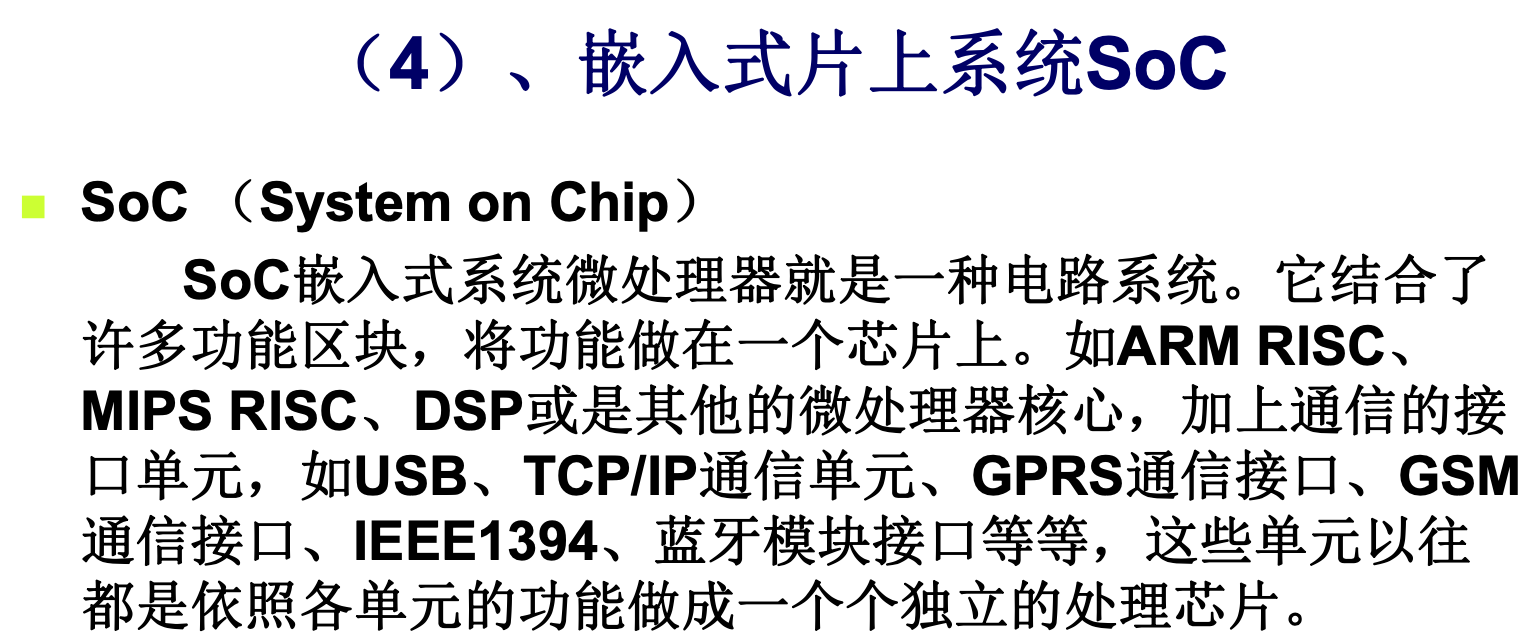 （4）、嵌入式片上系统SoC
SoC （System on Chip）
SoC嵌入式系统微处理器就是一种电路系统。它结合了
许多功能区块，将功能做在一个芯片上。如ARM RISC、
MIPS RISC、DSP或是其他的微处理器核心，加上通信的接
口单元，如USB、TCP/IP通信单元、GPRS通信接口、GSM
通信接口、IEEE1394、蓝牙模块接口等等，这些单元以往
都是依照各单元的功能做成一个个独立的处理芯片。